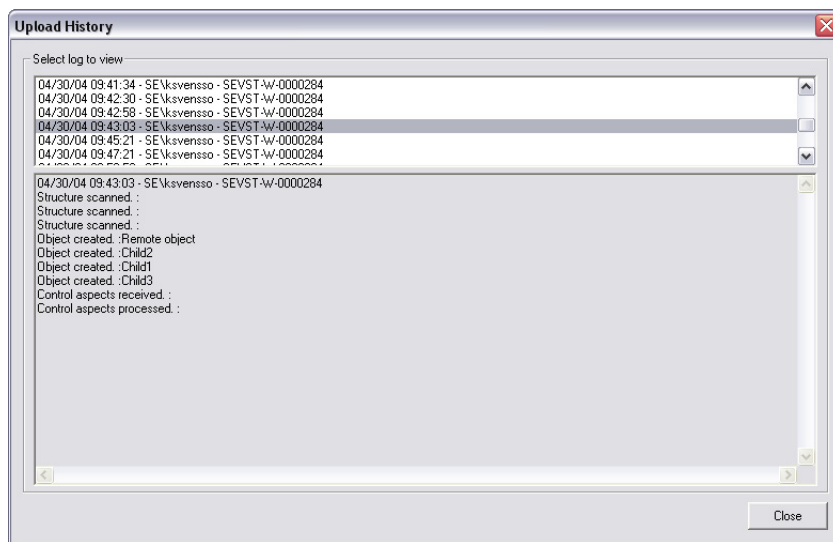 Upload History
Select log to view
04/30/04 09:41:34 - SE\ksvensso - SEVST-W-0000284
04/30/04 09:42:30 - SE\ksvensso - SEVST-W-0000284
04/30/04 09:42:58 - SE\ksvensso - SEVST-W-0000284
04/30/04 09:43:03 - SE\ksvensso - SEVST-W-0000284
04/30/04 09:45:21 - SE\ksvensso - SEVST-W-0000284
04/30/04 09:47:21 - SE\ksvensso - SEVST-W-0000284
04/30/04 09:43:03 - SE\ksvensso - SEVST-W-0000284
Structure scanned. :
Structure scanned. :
Structure scanned. :
Object created. :Remote object
Object created. :Child2
Object created. :Child1
Object created. :Child3
Control aspects received. :
Control aspects processed. :
Close